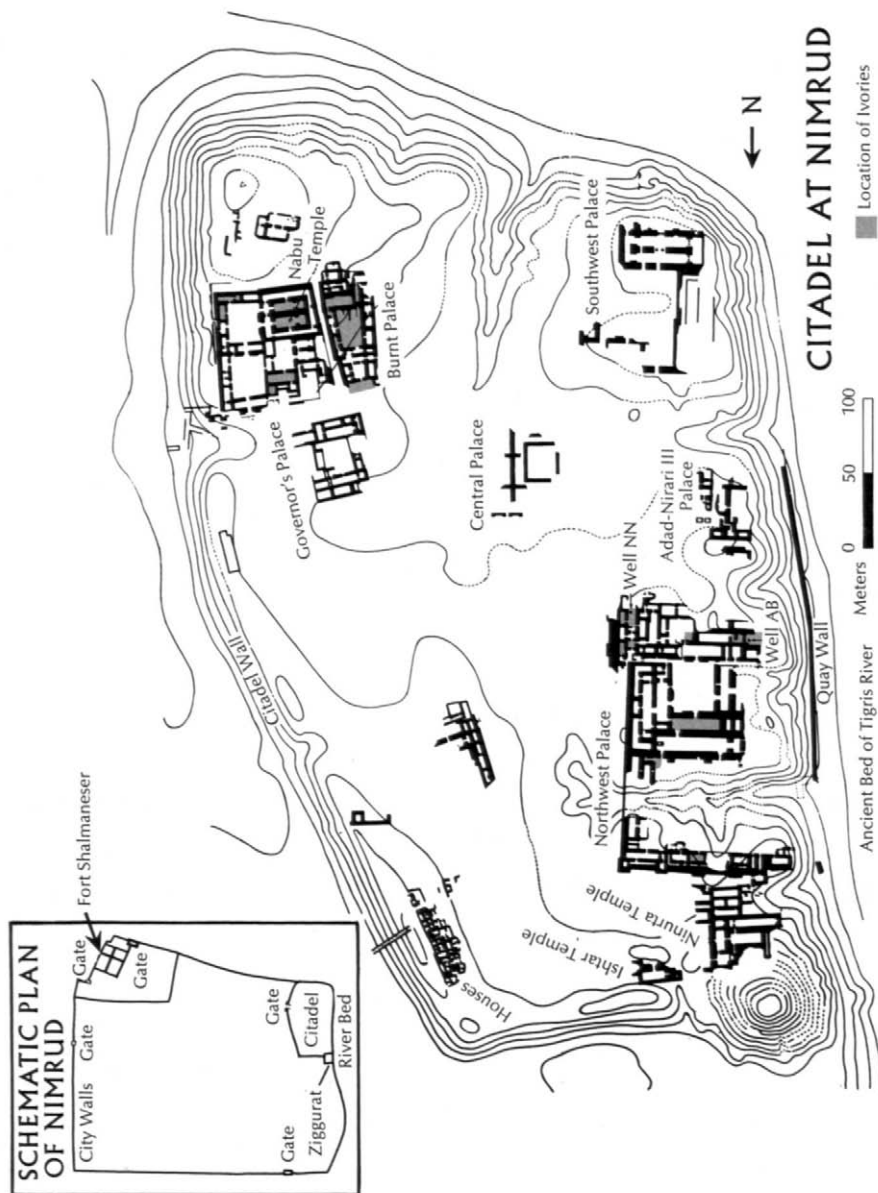 SCHEMATIC PLAN
OF NIMRUD
City Walls
Gate
Gate
Fort Shalmaneser
Gate
Gate
Citadel
River Bed
Gate
Ziggurat
Citadel Wall
Houses
Ishtar Temple
Ninurta Temple
Northwest Palace
Governor's Palace
Nabu
Temple
Burnt Palace
Central Palace
Well NN
Adad-Nirari III
Palace
Well AB
Southwest Palace
Quay Wall
Ancient Bed of Tigris River
Meters
0
50
100
N
CITADEL AT NIMRUD
Location of Ivories